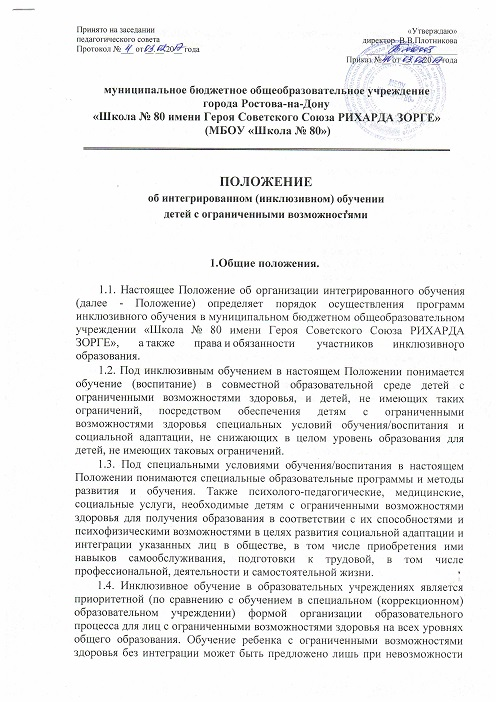 Принято на заседании
педагогического совета
Протокол № от 2017 года
«Утверждаю»
директор В.В.Плотникова
Приказ № от 2017 года
муниципальное бюджетное общеобразовательное учреждение
города Ростова-на-Дону
«Школа № 80 имени Героя Советского Союза РИХАРДА ЗОРГЕ»
(МБОУ «Школа № 80»)
ПОЛОЖЕНИЕ
об интегрированном (инклюзивном) обучении
детей с ограниченными возможностями
1.Общие положения.
1.1. Настоящее Положение об организации интегрированного обучения
(далее - Положение) определяет порядок осуществления программ
инклюзивного обучения в муниципальном бюджетном общеобразовательном
учреждении «Школа № 80 имени Героя Советского Союза РИХАРДА
ЗОРГЕ», а также права и обязанности участников инклюзивного
образования.
1.2. Под инклюзивным обучением в настоящем Положении понимается
обучение (воспитание) в совместной образовательной среде детей с
ограниченными возможностями здоровья, и детей, не имеющих таких
ограничений, посредством обеспечения детям с ограниченными
возможностями здоровья специальных условий обучения/воспитания и
социальной адаптации, не снижающих в целом уровень образования для
детей, не имеющих таковых ограничений.
1.3. Под специальными условиями обучения/воспитания в настоящем
Положении понимаются специальные образовательные программы и методы
развития и обучения. Также психолого-педагогические, медицинские,
социальные услуги, необходимые детям с ограниченными возможностями
здоровья для получения образования в соответствии с их способностями и
психофизическими возможностями в целях развития социальной адаптации и
интеграции указанных лиц в обществе, в том числе приобретения ими
навыков самообслуживания, подготовки к трудовой, в том числе
профессиональной, деятельности и самостоятельной жизни.
1.4. Инклюзивное обучение в образовательных учреждениях является
приоритетной (по сравнению с обучением в специальном (коррекционном)
образовательном учреждении) формой организации образовательного
процесса для лиц с ограниченными возможностями здоровья на всех уровнях
общего образования. Обучение ребенка с ограниченными возможностями
здоровья без интеграции может быть предложено лишь при невозможности